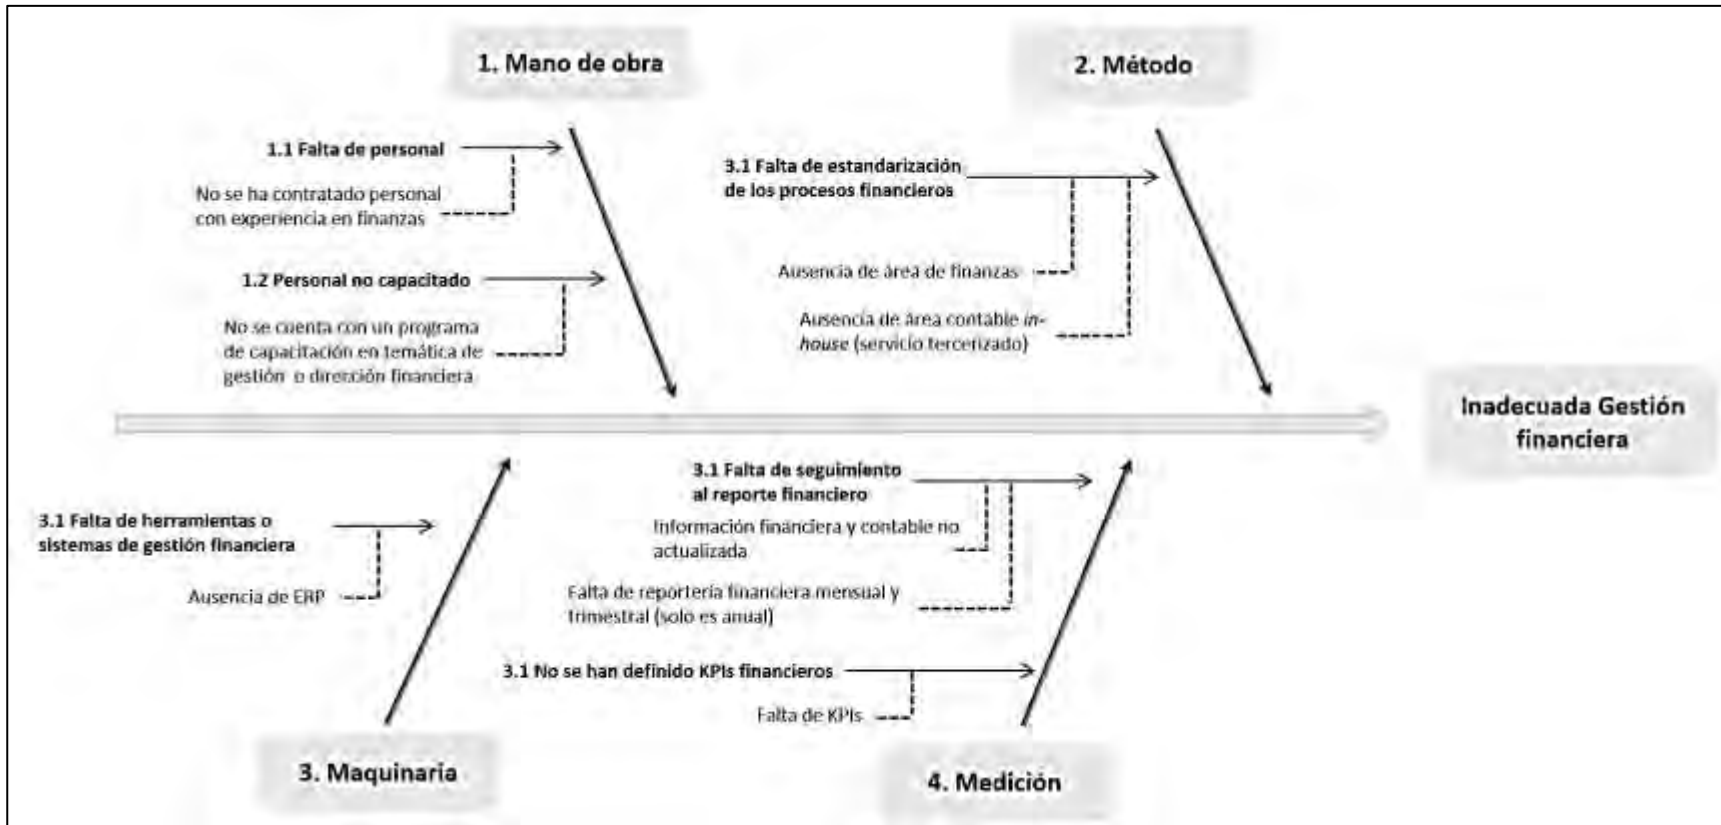 1. Mano de obra
1.1 Falta de personal
No se ha contratado personal
con experiencia en finanzas
1.2 Personal no capacitado
No se cuenta con un programa
de capacitación en temática de
gestión o dirección financiera
2. Método
3.1 Falta de estandarización
de los procesos financieros
Ausencia de área de finanzas
Ausencia de área contable in-
house (servicio tercerizado)
Inadecuada Gestión
financiera
3.1 Falta de herramientas o
sistemas de gestión financiera
Ausencia de ERP
3. Maquinaria
3.1 Falta de seguimiento
al reporte financiero
Información financiera y contable no
actualizada
Falta de reportería financiera mensual y
trimestral (solo es anual)
3.1 No se han definido KPIs financieros
Falta de KPIs
4. Medición